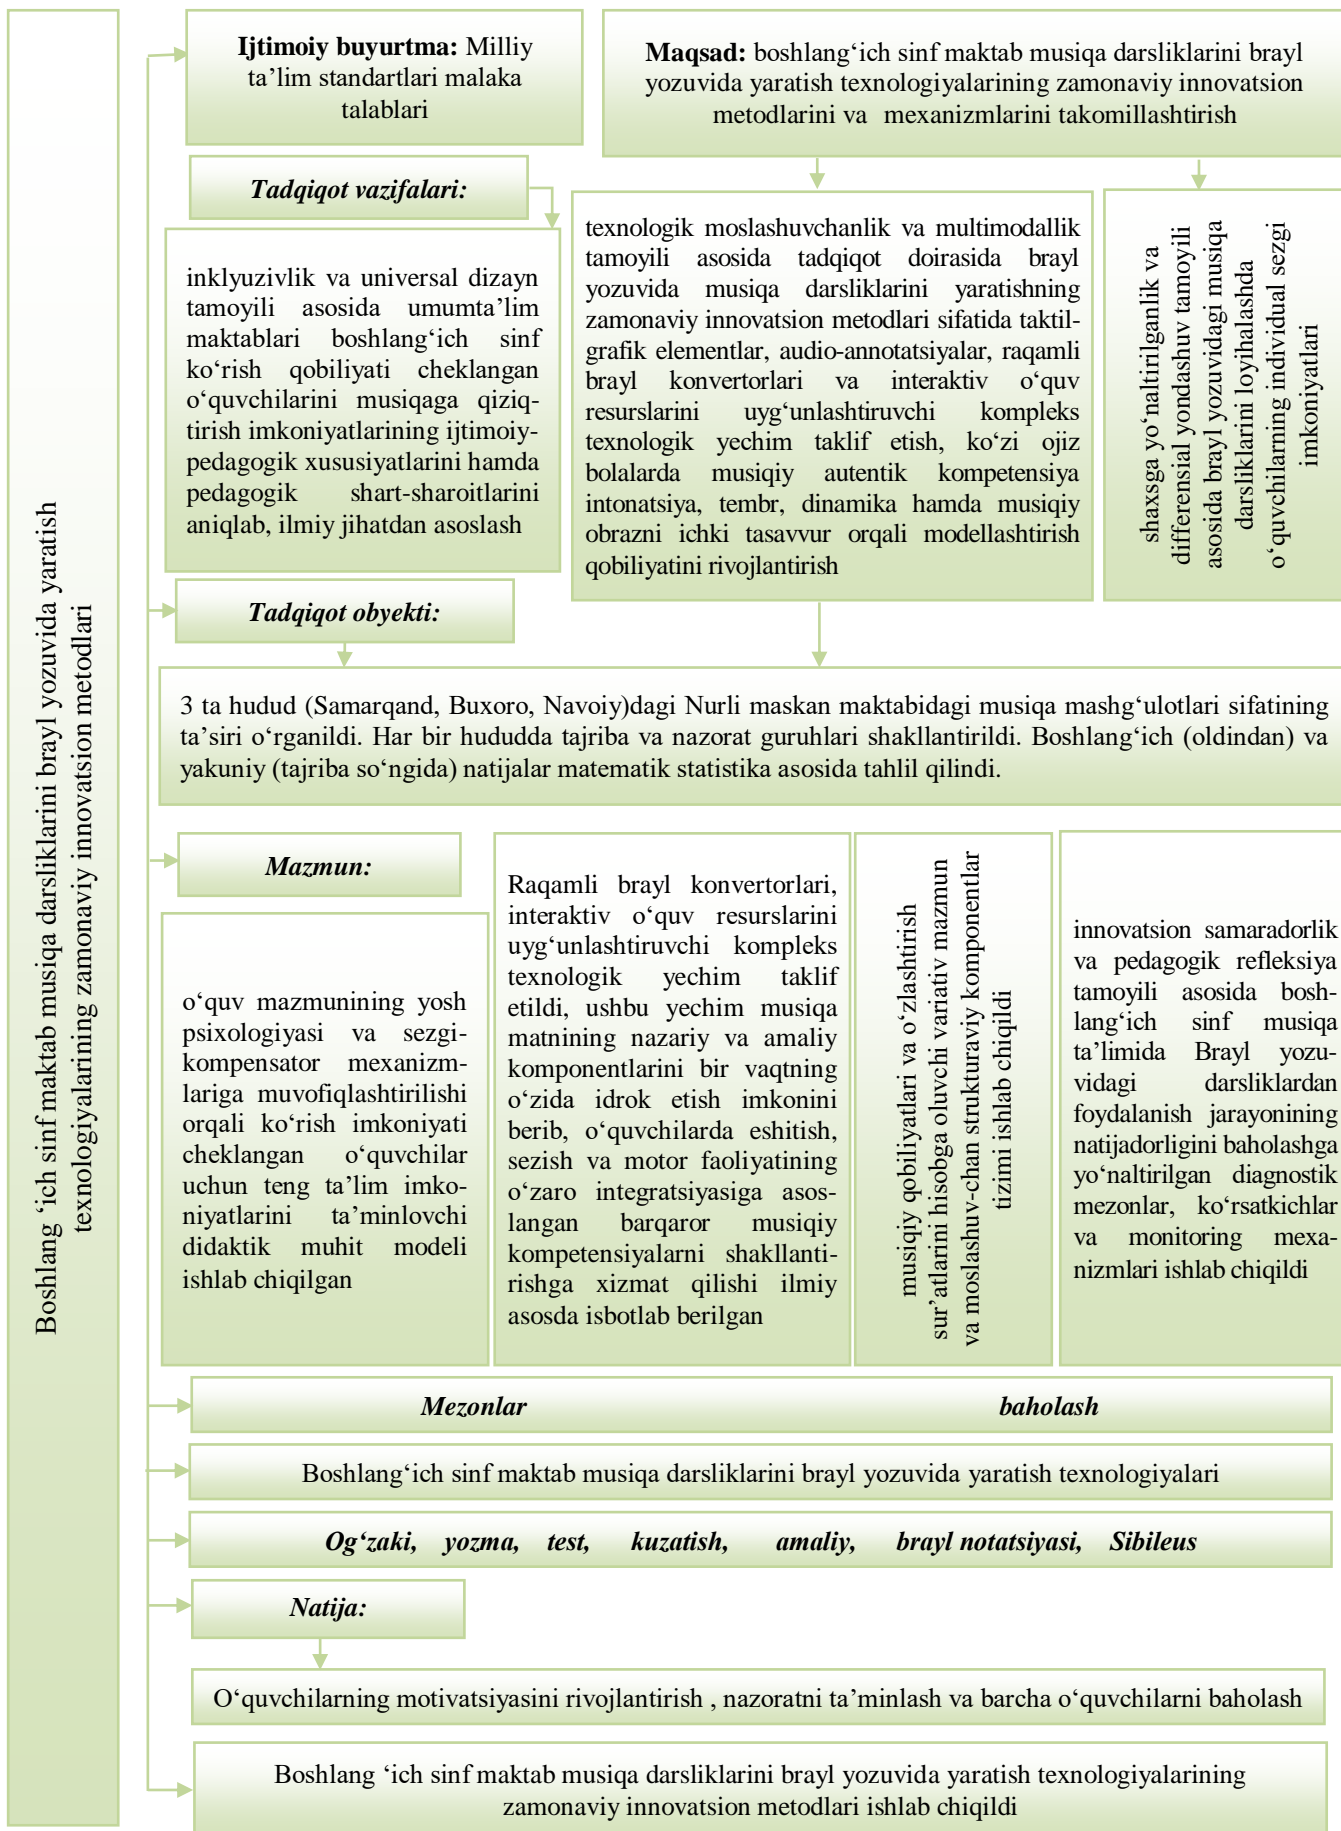 Boshlang ‘ich sinf maktab musiqa darsliklarini brayl yozuvida yaratish
texnologiyalarining zamonaviy innovatsion metodlari
Ijtimoiy buyurtma: Milliy
ta’lim standartlari malaka
talablari
Maqsad: boshlang‘ich sinf maktab musiqa darsliklarini brayl
yozuvida yaratish texnologiyalarining zamonaviy innovatsion
metodlarini va mexanizmlarini takomillashtirish
Tadqiqot vazifalari:
inklyuzivlik va universal dizayn
tamoyili asosida umumta’lim
maktablari boshlang‘ich sinf
ko‘rish qobiliyati cheklangan
o‘quvchilarini musiqaga qiziq-
tirish imkoniyatlarining ijtimoiy-
pedagogik xususiyatlarini hamda
pedagogik shart-sharoitlarini
aniqlab, ilmiy jihatdan asoslash
texnologik moslashuvchanlik va multimodallik
tamoyili asosida tadqiqot doirasida brayl
yozuvida musiqa darsliklarini yaratishning
zamonaviy innovatsion metodlari sifatida taktil-
grafik elementlar, audio-annotatsiyalar, raqamli
brayl konvertorlari va interaktiv o‘quv
resurslarini uyg‘unlashtiruvchi kompleks
texnologik yechim taklif etish, ko‘zi ojiz
bolalarda musiqiy autentik kompetensiya
intonatsiya, tembr, dinamika hamda musiqiy
obrazni ichki tasavvur orqali modellashtirish
qobiliyatini rivojlantirish
shaxsga yo‘naltirilganlik va
differensial yondashuv tamoyili
asosida brayl yozuvidagi musiqa
darsliklarini loyihalashda
o‘quvchilarning individual sezgi
imkoniyatlari
Tadqiqot obyekti:
3 ta hudud (Samarqand, Buxoro, Navoiy)dagi Nurli maskan maktabidagi musiqa mashg‘ulotlari sifatining
ta’siri o‘rganildi. Har bir hududda tajriba va nazorat guruhlari shakllantirildi. Boshlang‘ich (oldindan) va
yakuniy (tajriba so‘ngida) natijalar matematik statistika asosida tahlil qilindi.
Mazmun:
o‘quv mazmunining yosh
psixologiyasi va sezgi-
kompensator mexanizm-
lariga muvofiqlashtirilishi
orqali ko‘rish imkoniyati
cheklangan o‘quvchilar
uchun teng ta’lim imko-
niyatlarini ta’minlovchi
didaktik muhit modeli
ishlab chiqilgan
Raqamli brayl konvertorlari,
interaktiv o‘quv resurslarini
uyg‘unlashtiruvchi kompleks
texnologik yechim taklif
etildi, ushbu yechim musiqa
matnining nazariy va amaliy
komponentlarini bir vaqtning
o‘zida idrok etish imkonini
berib, o‘quvchilarda eshitish,
sezish va motor faoliyatining
o‘zaro integratsiyasiga asos-
langan barqaror musiqiy
kompetensiyalarni shakllanti-
rishga xizmat qilishi ilmiy
asosda isbotlab berilgan
musiqiy qobiliyatlari va o‘zlashtirish
sur’atlarini hisobga oluvchi variativ mazmun
va moslashuv-chan strukturaviy komponentlar
tizimi ishlab chiqildi
innovatsion samaradorlik
va pedagogik refleksiya
tamoyili asosida bosh-
lang‘ich sinf musiqa
ta’limida Brayl yozu-
vidagi darsliklardan
foydalanish jarayonining
natijadorligini baholashga
yo‘naltirilgan diagnostik
mezonlar, ko‘rsatkichlar
va monitoring mexa-
nizmlari ishlab chiqildi
Mezonlar baholash
Boshlang‘ich sinf maktab musiqa darsliklarini brayl yozuvida yaratish texnologiyalari
Og‘zaki, yozma, test, kuzatish, amaliy, brayl notatsiyasi, Sibileus
Natija:
O‘quvchilarning motivatsiyasini rivojlantirish , nazoratni ta’minlash va barcha o‘quvchilarni baholash
Boshlang ‘ich sinf maktab musiqa darsliklarini brayl yozuvida yaratish texnologiyalarining
zamonaviy innovatsion metodlari ishlab chiqildi